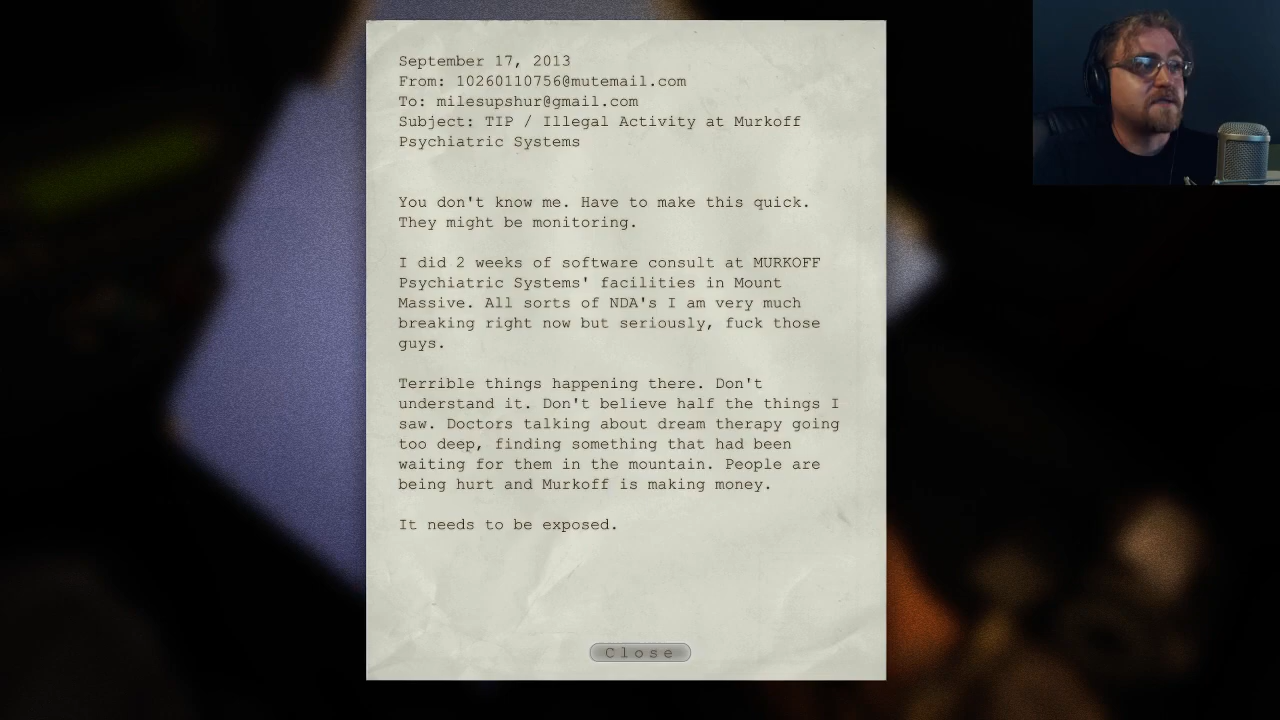 September 17, 2013
From: 10260110756@mutemail.com
To: milesupshur@gmail.com
Subject: TIP / Illegal Activity at Murkoff
Psychiatric Systems
You don't know me. Have to make this quick.
They might be monitoring.
I did 2 weeks of software consult at MURKOFF
Psychiatric Systems' facilities in Mount
Massive. All sorts of NDA's I am very much
breaking right now but seriously, fuck those
guys.
Terrible things happening there. Don't
understand it. Don't believe half the things I
saw. Doctors talking about dream therapy going
too deep, finding something that had been
waiting for them in the mountain. People are
being hurt and Murkoff is making money.
It needs to be exposed.
Close